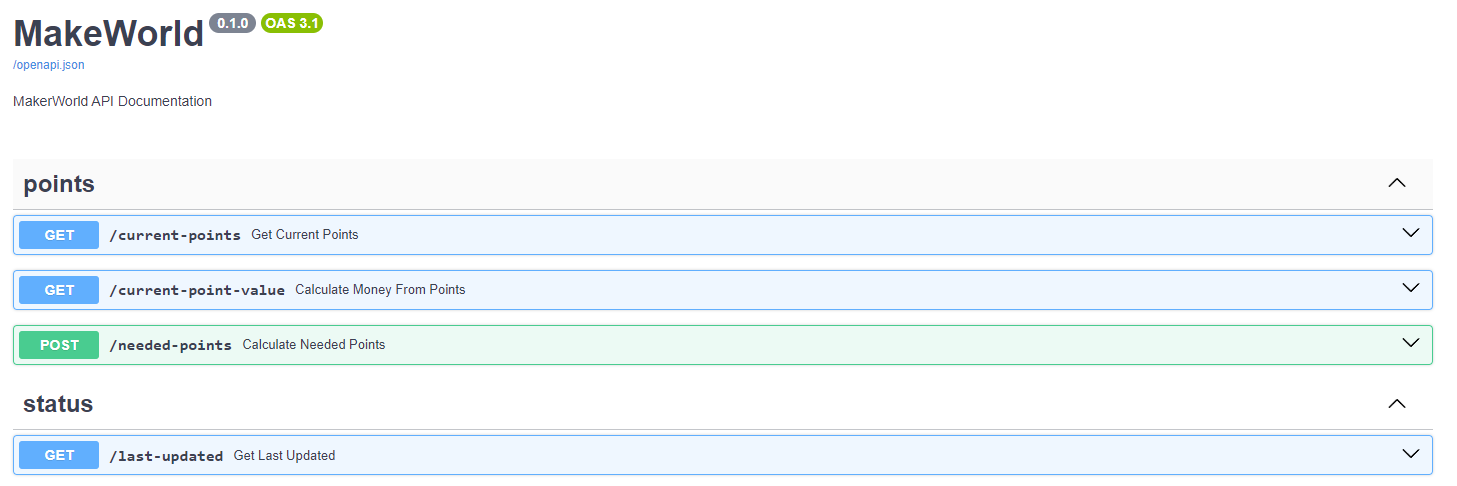 MakeWorld 0.1.0 OAS 3.1
/openapi.json
MakerWorld API Documentation
points
GET /current-points Get Current Points
GET /current-point-value Calculate Money From Points
POST /needed-points Calculate Needed Points
status
GET /last-updated Get Last Updated